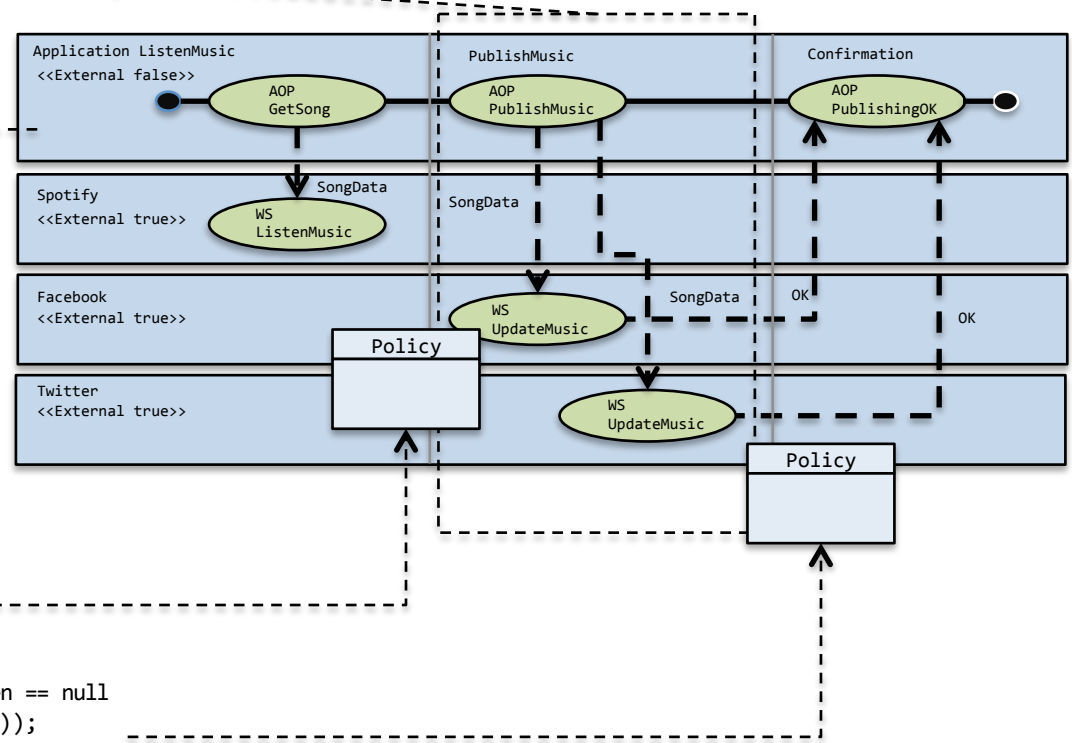 Application ListenMusic
<<External false>>
PublishMusic
Confirmation
AOP
GetSong
AOP
PublishMusic
AOP
PublishingOK
Spotify
<<External true>>
SongData
WS
ListenMusic
SongData
Facebook
<<External true>>
WS
UpdateMusic
SongData
OK
OK
Policy
Twitter
<<External true>>
WS
UpdateMusic
Policy
== null
));